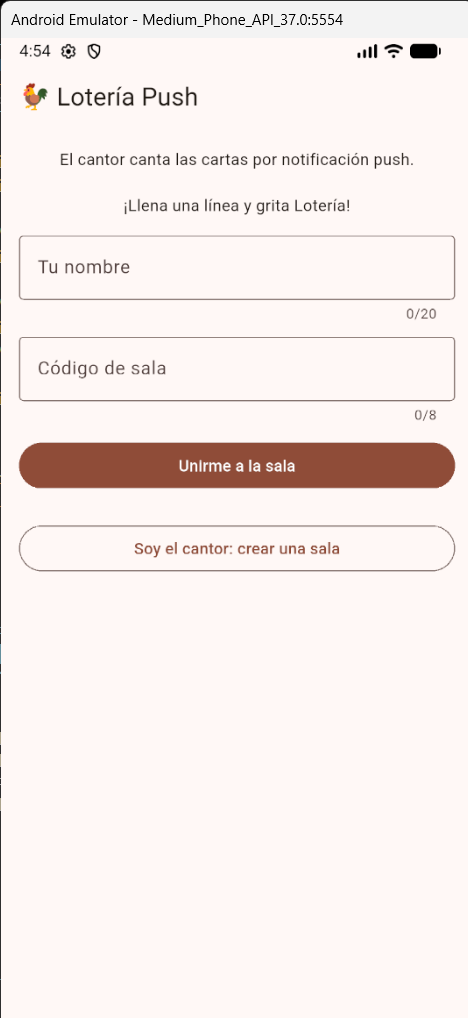 Android Emulator - Medium_Phone_API_37.0:5554
4:54
🐓 Lotería Push
El cantor canta las cartas por notificación push.
¡Llena una línea y grita Lotería!
Tu nombre
0/20
Código de sala
0/8
Unirme a la sala
Soy el cantor: crear una sala